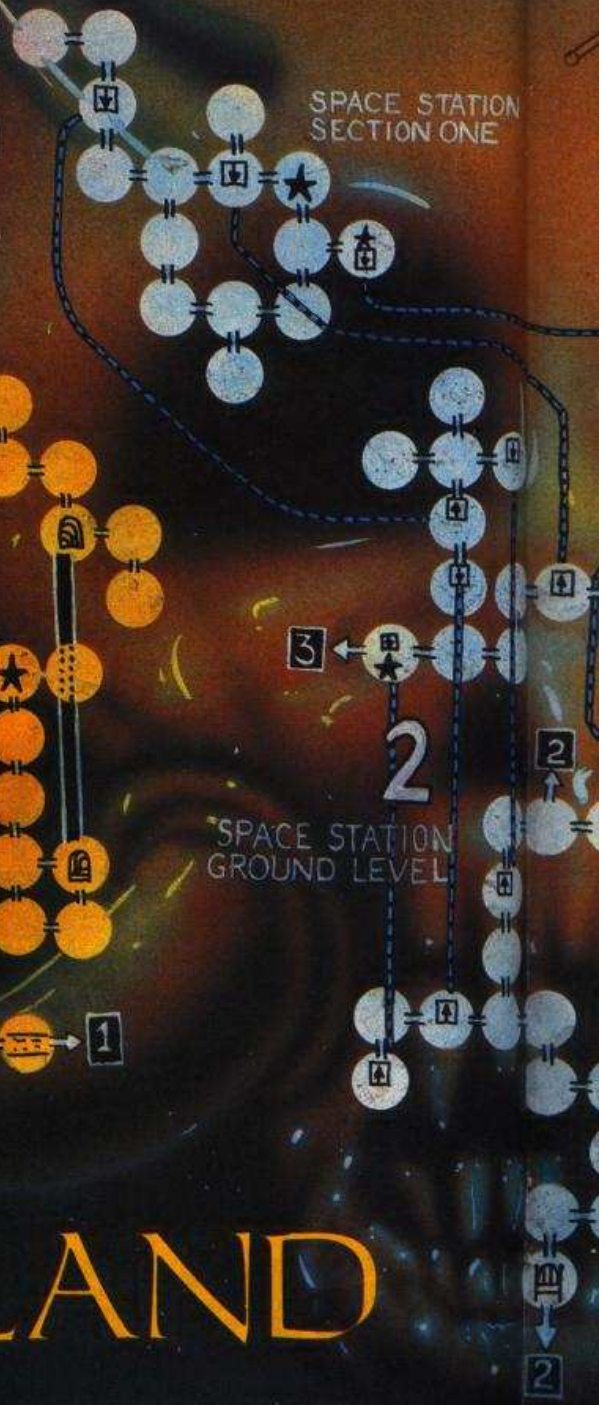 SPACE STATION
SECTION ONE
3
2
2
SPACE STATION
GROUND LEVEL
1
LAND
2